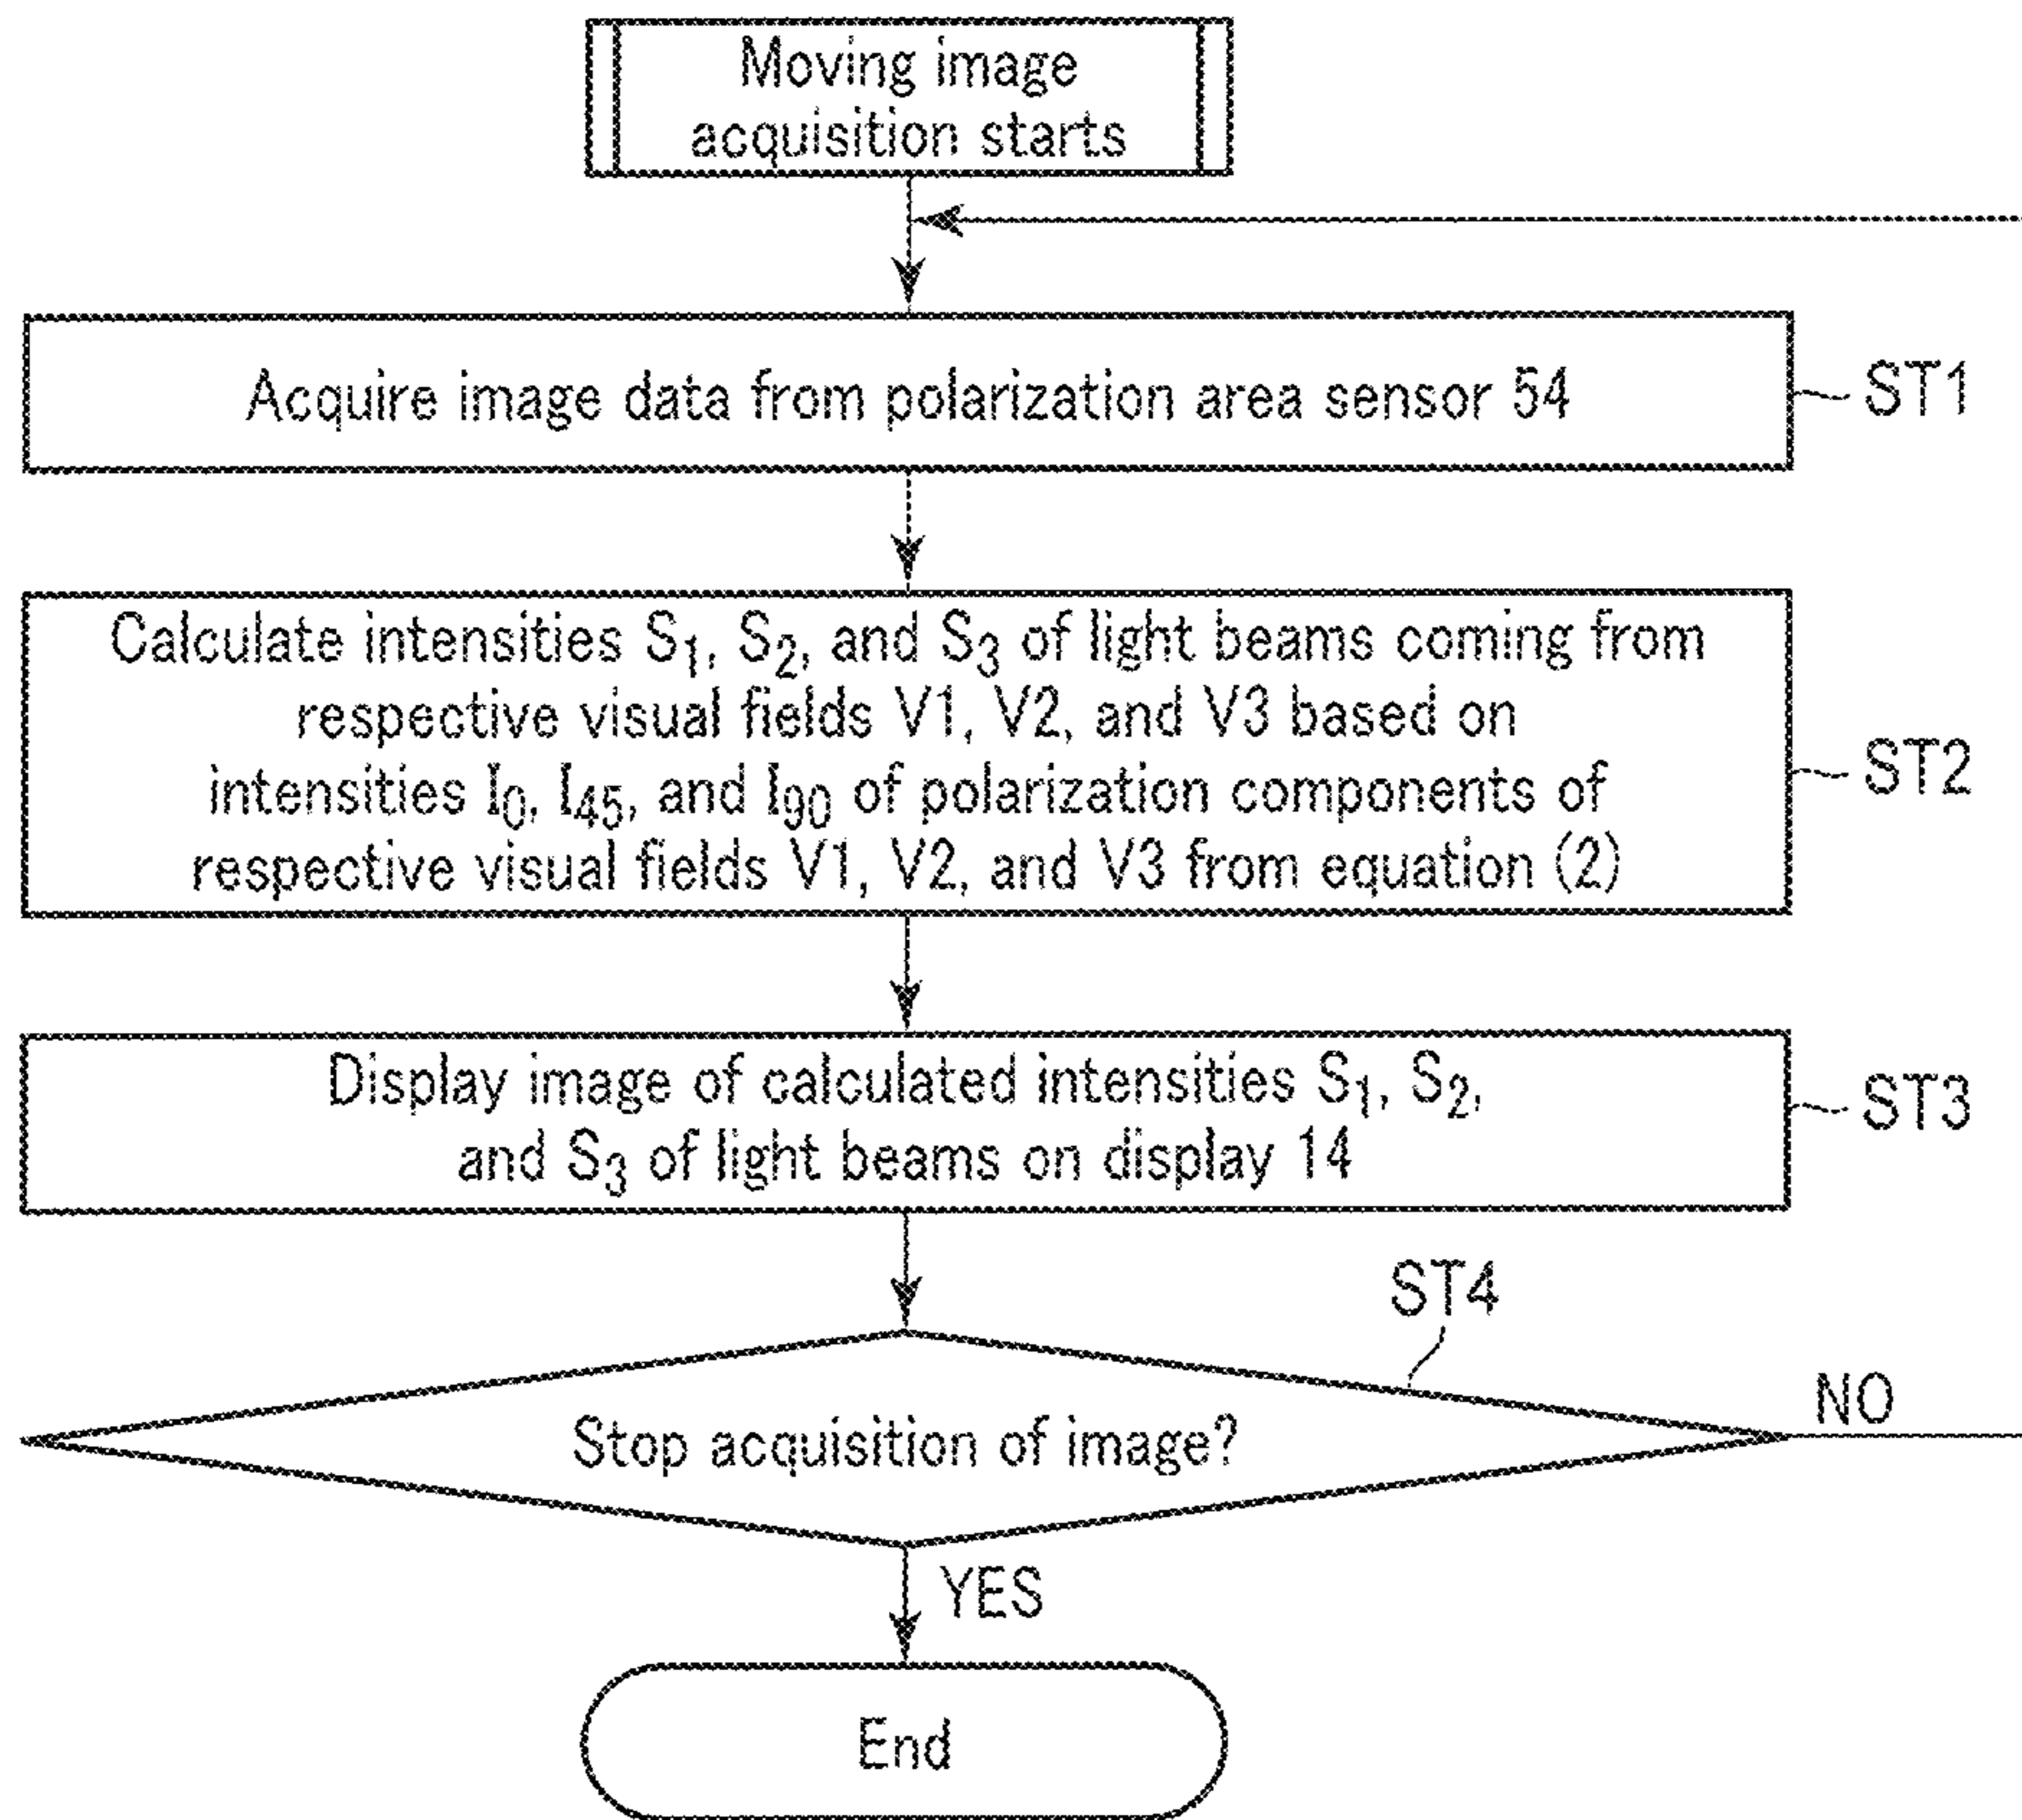 Moving image
acquisition starts
Acquire image data from polarization area sensor 54
ST1
Calculate intensities S₁, S₂, and S₃ of light beams coming from
respective visual fields V1, V2, and V3 based on
intensities I₀, I₄₅, and I₉₀ of polarization components of
respective visual fields V1, V2, and V3 from equation (2)
ST2
Display image of calculated intensities S₁, S₂,
and S₃ of light beams on display 14
ST3
ST4
Stop acquisition of image?
NO
YES
End